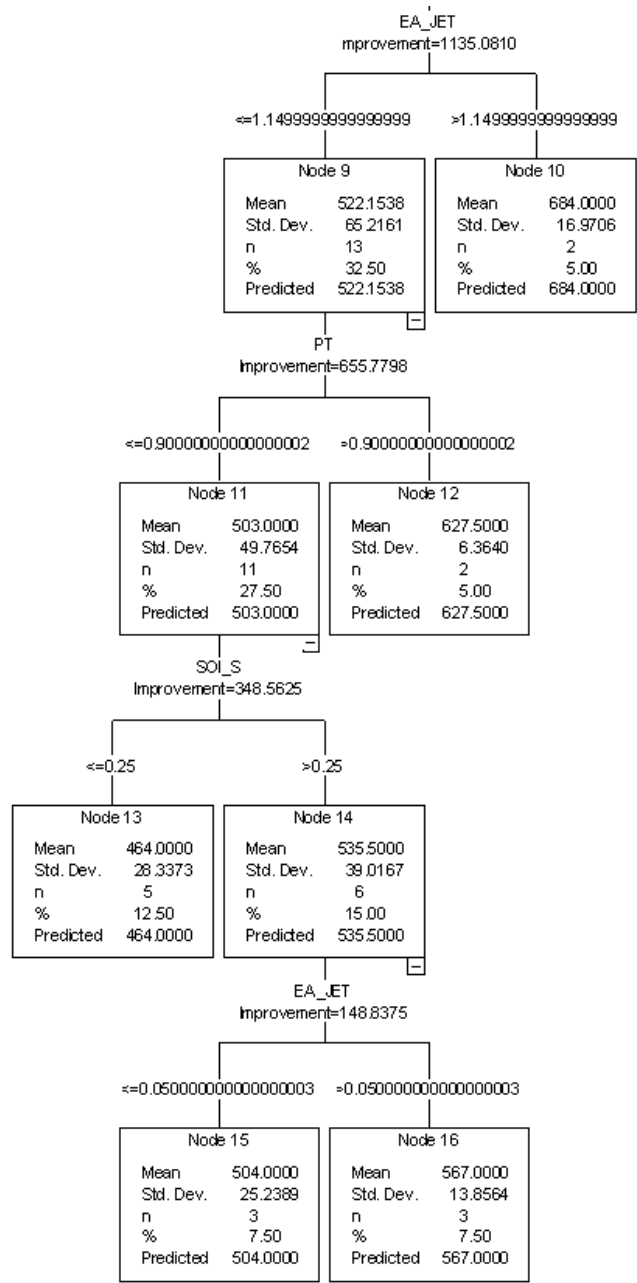 EA_JET
mprovement=1135.0810
<=1.1499999999999999 >1.1499999999999999
Node 9 Node 10
Mean 522.1538 Mean 684.0000
Std. Dev. 65.2161 Std. Dev. 16.9706
n 13 n 2
% 32.50 % 5.00
Predicted 522.1538 Predicted 684.0000
PT
Improvement=655.7798
<=0.900000000000000002 >0.900000000000000002
Node 11 Node 12
Mean 503.0000 Mean 627.5000
Std. Dev. 49.7654 Std. Dev. 6.3640
n 11 n 2
% 27.50 % 5.00
Predicted 503.0000 Predicted 627.5000
SOI_S
Improvement=348.5625
<=0.25 >0.25
Node 13 Node 14
Mean 464.0000 Mean 535.5000
Std. Dev. 28.3373 Std. Dev. 39.0167
n 5 n 6
% 12.50 % 15.00
Predicted 464.0000 Predicted 535.5000
EA_JET
Improvement=148.8375
<=0.050000000000000003 >0.050000000000000003
Node 15 Node 16
Mean 504.0000 Mean 567.0000
Std. Dev. 25.2389 Std. Dev. 13.8564
n 3 n 3
% 7.50 % 7.50
Predicted 504.0000 Predicted 567.0000